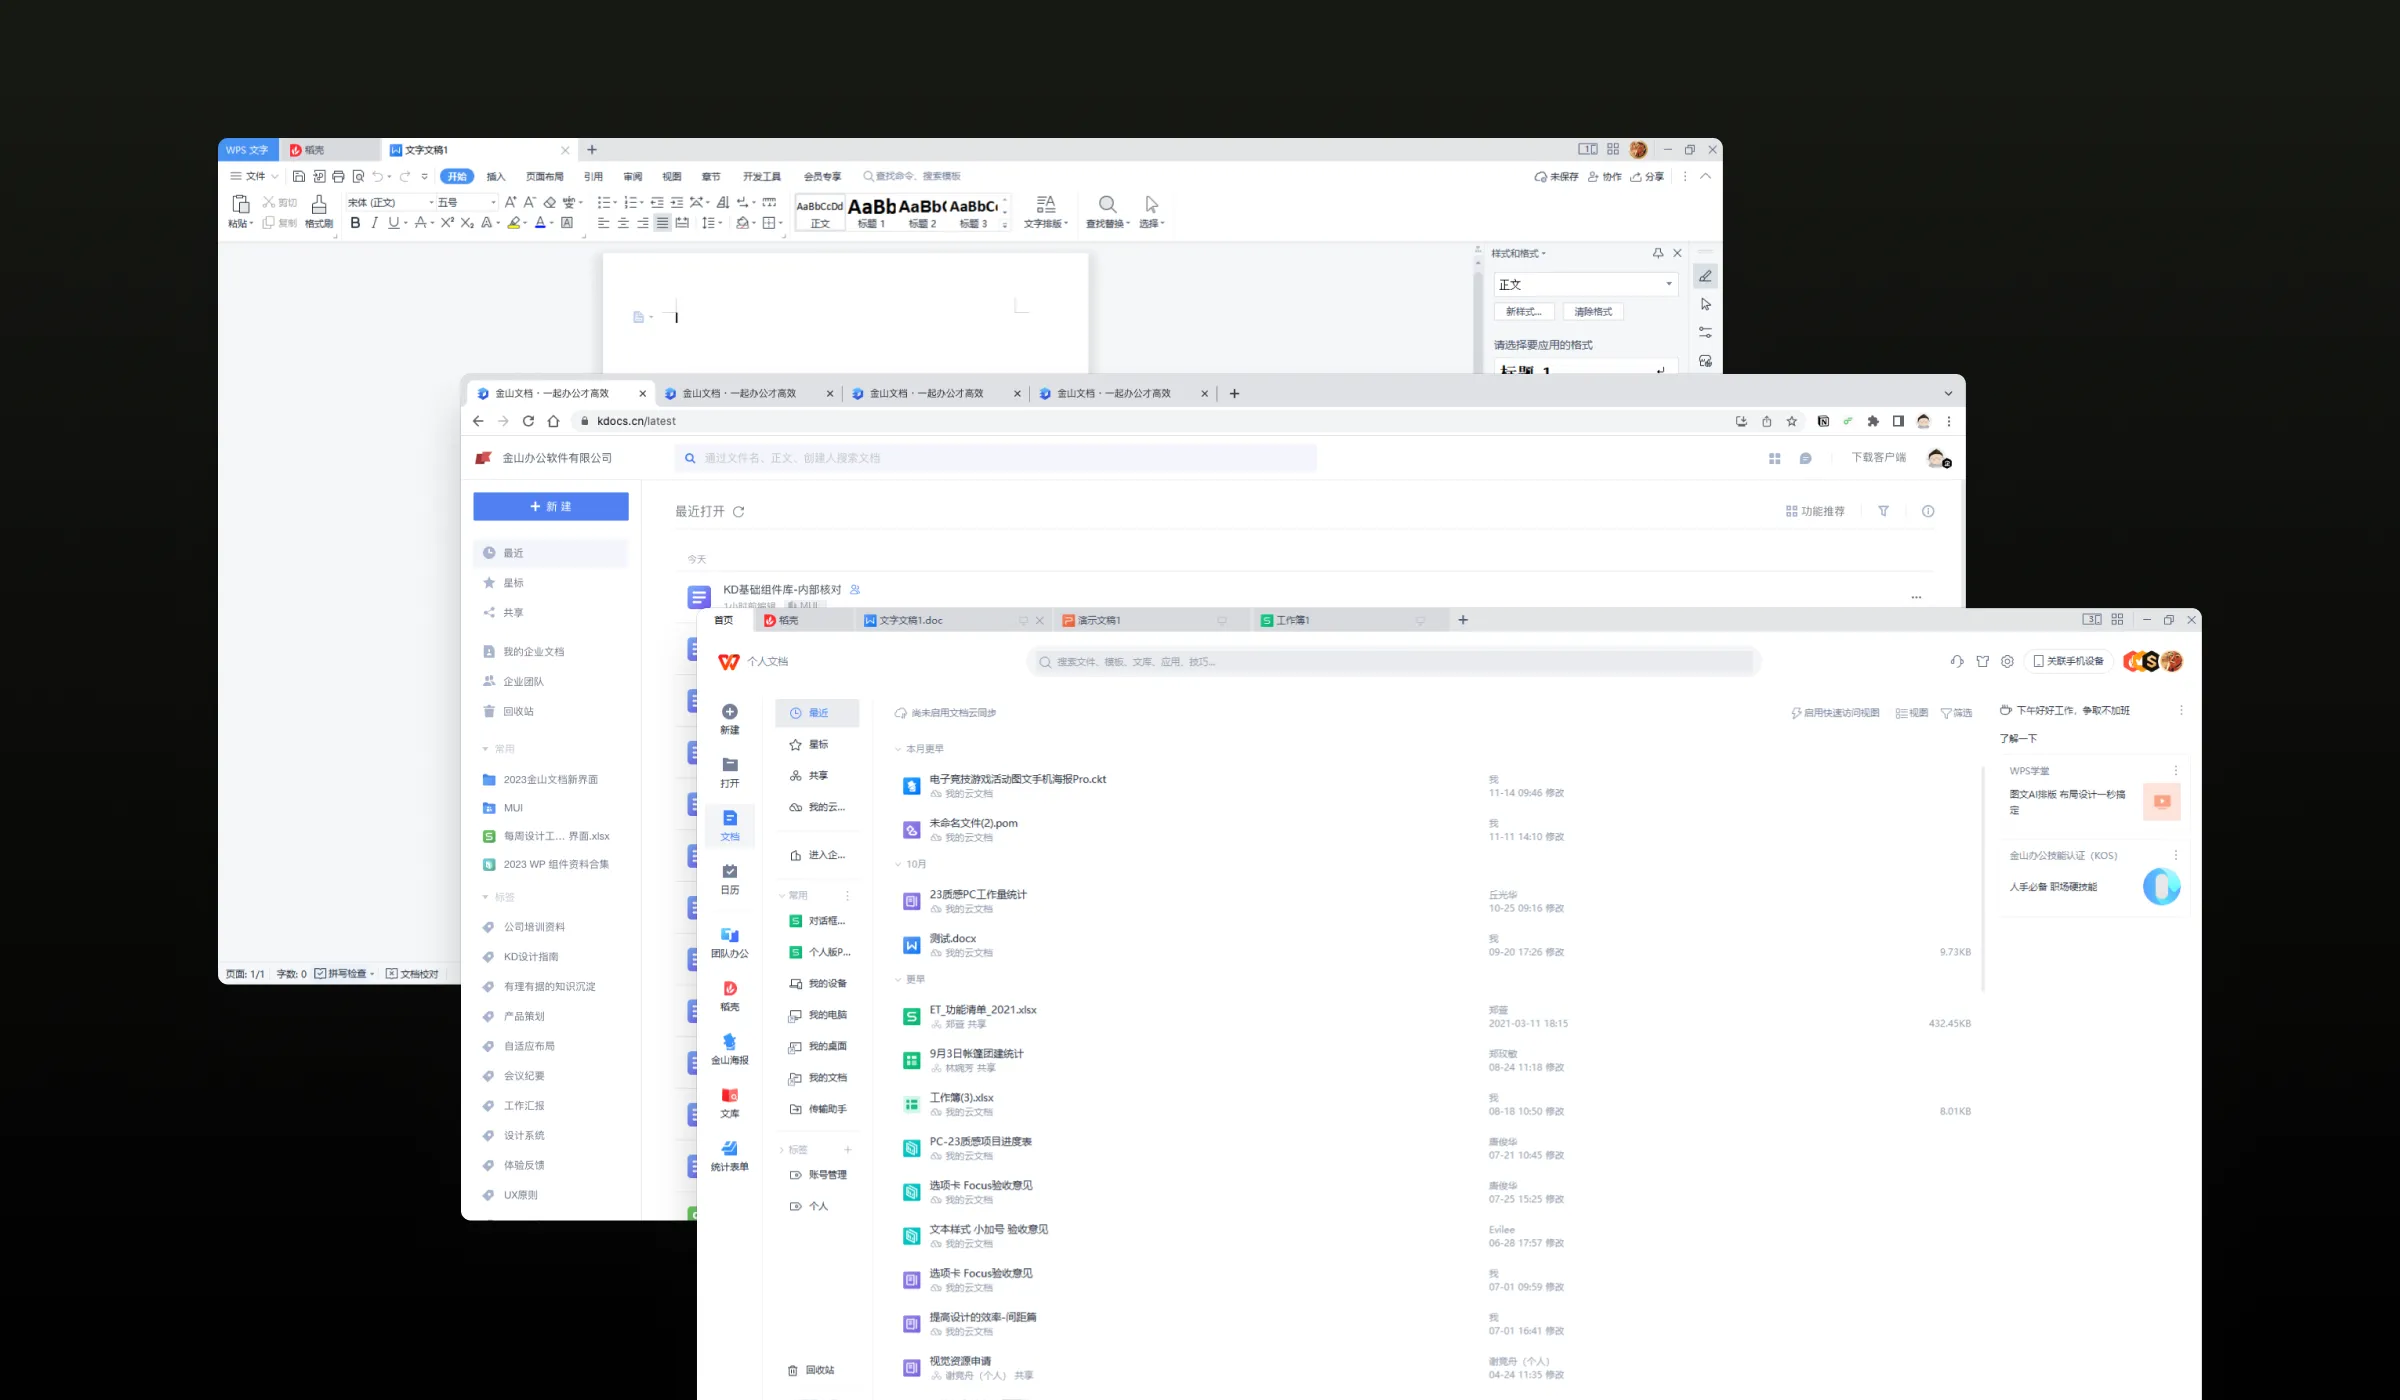 WPS 文字
稻壳
文字文稿1
文件
开始
插入
页面布局
引用
审阅
视图
章节
开发工具
会员专享
查找命令、搜索模板
未保存
协作
分享
粘贴
剪切
复制
格式刷
宋体 (正文)
五号
AaBbCcDd
正文
AaBb
标题 1
AaBb(
标题 2
AaBbC
标题 3
文字排版
查找替换
选择
样式和格式
正文
新样式...
清除格式
请选择要应用的格式
标题 1
页面: 1/1
字数: 0
拼写检查
文档校对
金山文档 · 一起办公才高效
金山文档 · 一起办公才高效
金山文档 · 一起办公才高效
金山文档 · 一起办公才高效
kdocs.cn/latest
金山办公软件有限公司
通过文件名、正文、创建人搜索文档
下载客户端
新 建
最近
星标
共享
我的企业文档
企业团队
回收站
常用
2023金山文档新界面
MUI
每周设计工... 界面.xlsx
2023 WP 组件资料合集
标签
公司培训资料
KD设计指南
有理有据的知识沉淀
产品策划
自适应布局
会议纪要
工作汇报
设计系统
体验反馈
UX原则
最近打开
功能推荐
今天
KD基础组件库-内部核对
MUI
首页
稻壳
文字文稿1.doc
演示文稿1
工作簿1
个人文档
搜索文件、模板、文库、应用、技巧...
关联手机设备
新建
打开
文档
日历
团队办公
稻壳
金山海报
文库
统计表单
最近
星标
共享
我的云...
进入企...
常用
对话框...
个人版P...
我的设备
我的电脑
我的桌面
我的文档
传输助手
标签
账号管理
个人
回收站
尚未启用文档云同步
启用快速访问视图
视图
筛选
本月更早
电子竞技游戏活动图文手机海报Pro.ckt
我的云文档
我
11-14 09:46 修改
未命名文件(2).pom
我的云文档
我
11-11 14:10 修改
10月
23质感PC工作量统计
我的云文档
丘光华
10-25 09:16 修改
测试.docx
我的云文档
我
09-20 17:26 修改
9.73KB
更早
ET_功能清单_2021.xlsx
郑萱 共享
郑萱
2021-03-11 18:15
432.45KB
9月3日帐篷团建统计
林婉芳 共享
郑玟敏
08-24 11:18 修改
工作簿(3).xlsx
我的云文档
我
08-18 10:50 修改
8.01KB
PC-23质感项目进度表
我的云文档
唐俊华
07-21 10:45 修改
选项卡 Focus验收意见
我的云文档
唐俊华
07-25 15:25 修改
文本样式 小加号 验收意见
我的云文档
Evilee
06-28 17:57 修改
选项卡 Focus验收意见
我的云文档
我
07-01 09:59 修改
提高设计的效率-间距篇
我的云文档
我
07-01 16:41 修改
视觉资源申请
谢竞舟（个人） 共享
谢竞舟（个人）
04-24 11:35 修改
下午好好工作，争取不加班
了解一下
WPS学堂
图文AI排版 布局设计一秒搞
定
金山办公技能认证（KOS）
人手必备 职场硬技能